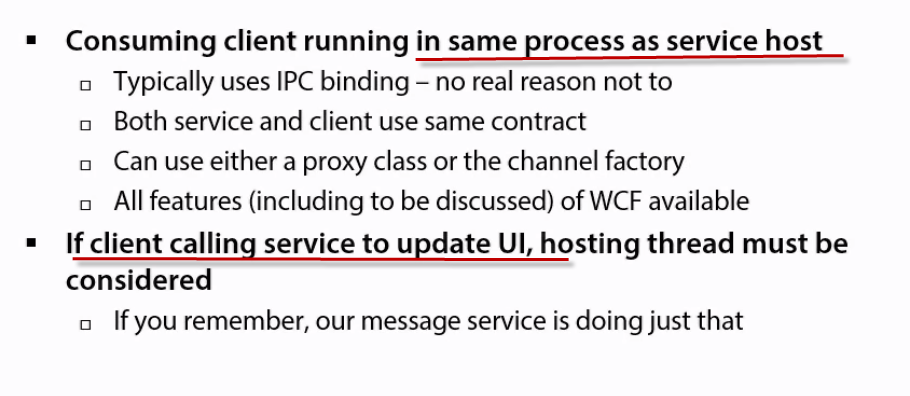 ▪ Consuming client running in same process as service host
▫ Typically uses IPC binding – no real reason not to
▫ Both service and client use same contract
▫ Can use either a proxy class or the channel factory
▫ All features (including to be discussed) of WCF available
▪ If client calling service to update UI, hosting thread must be
considered
▫ If you remember, our message service is doing just that